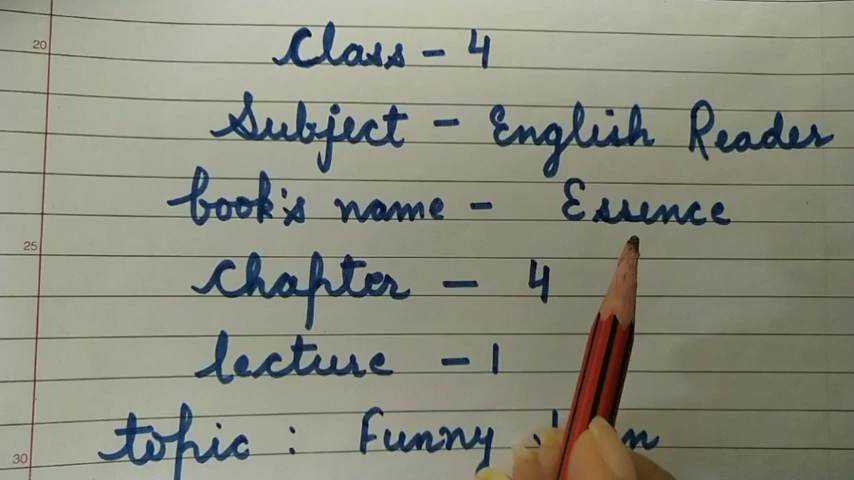 20
Class - 4
Subject - English Reader
book's name - Essence
25
Chapter - 4
lecture - 1
topic : Funny
30